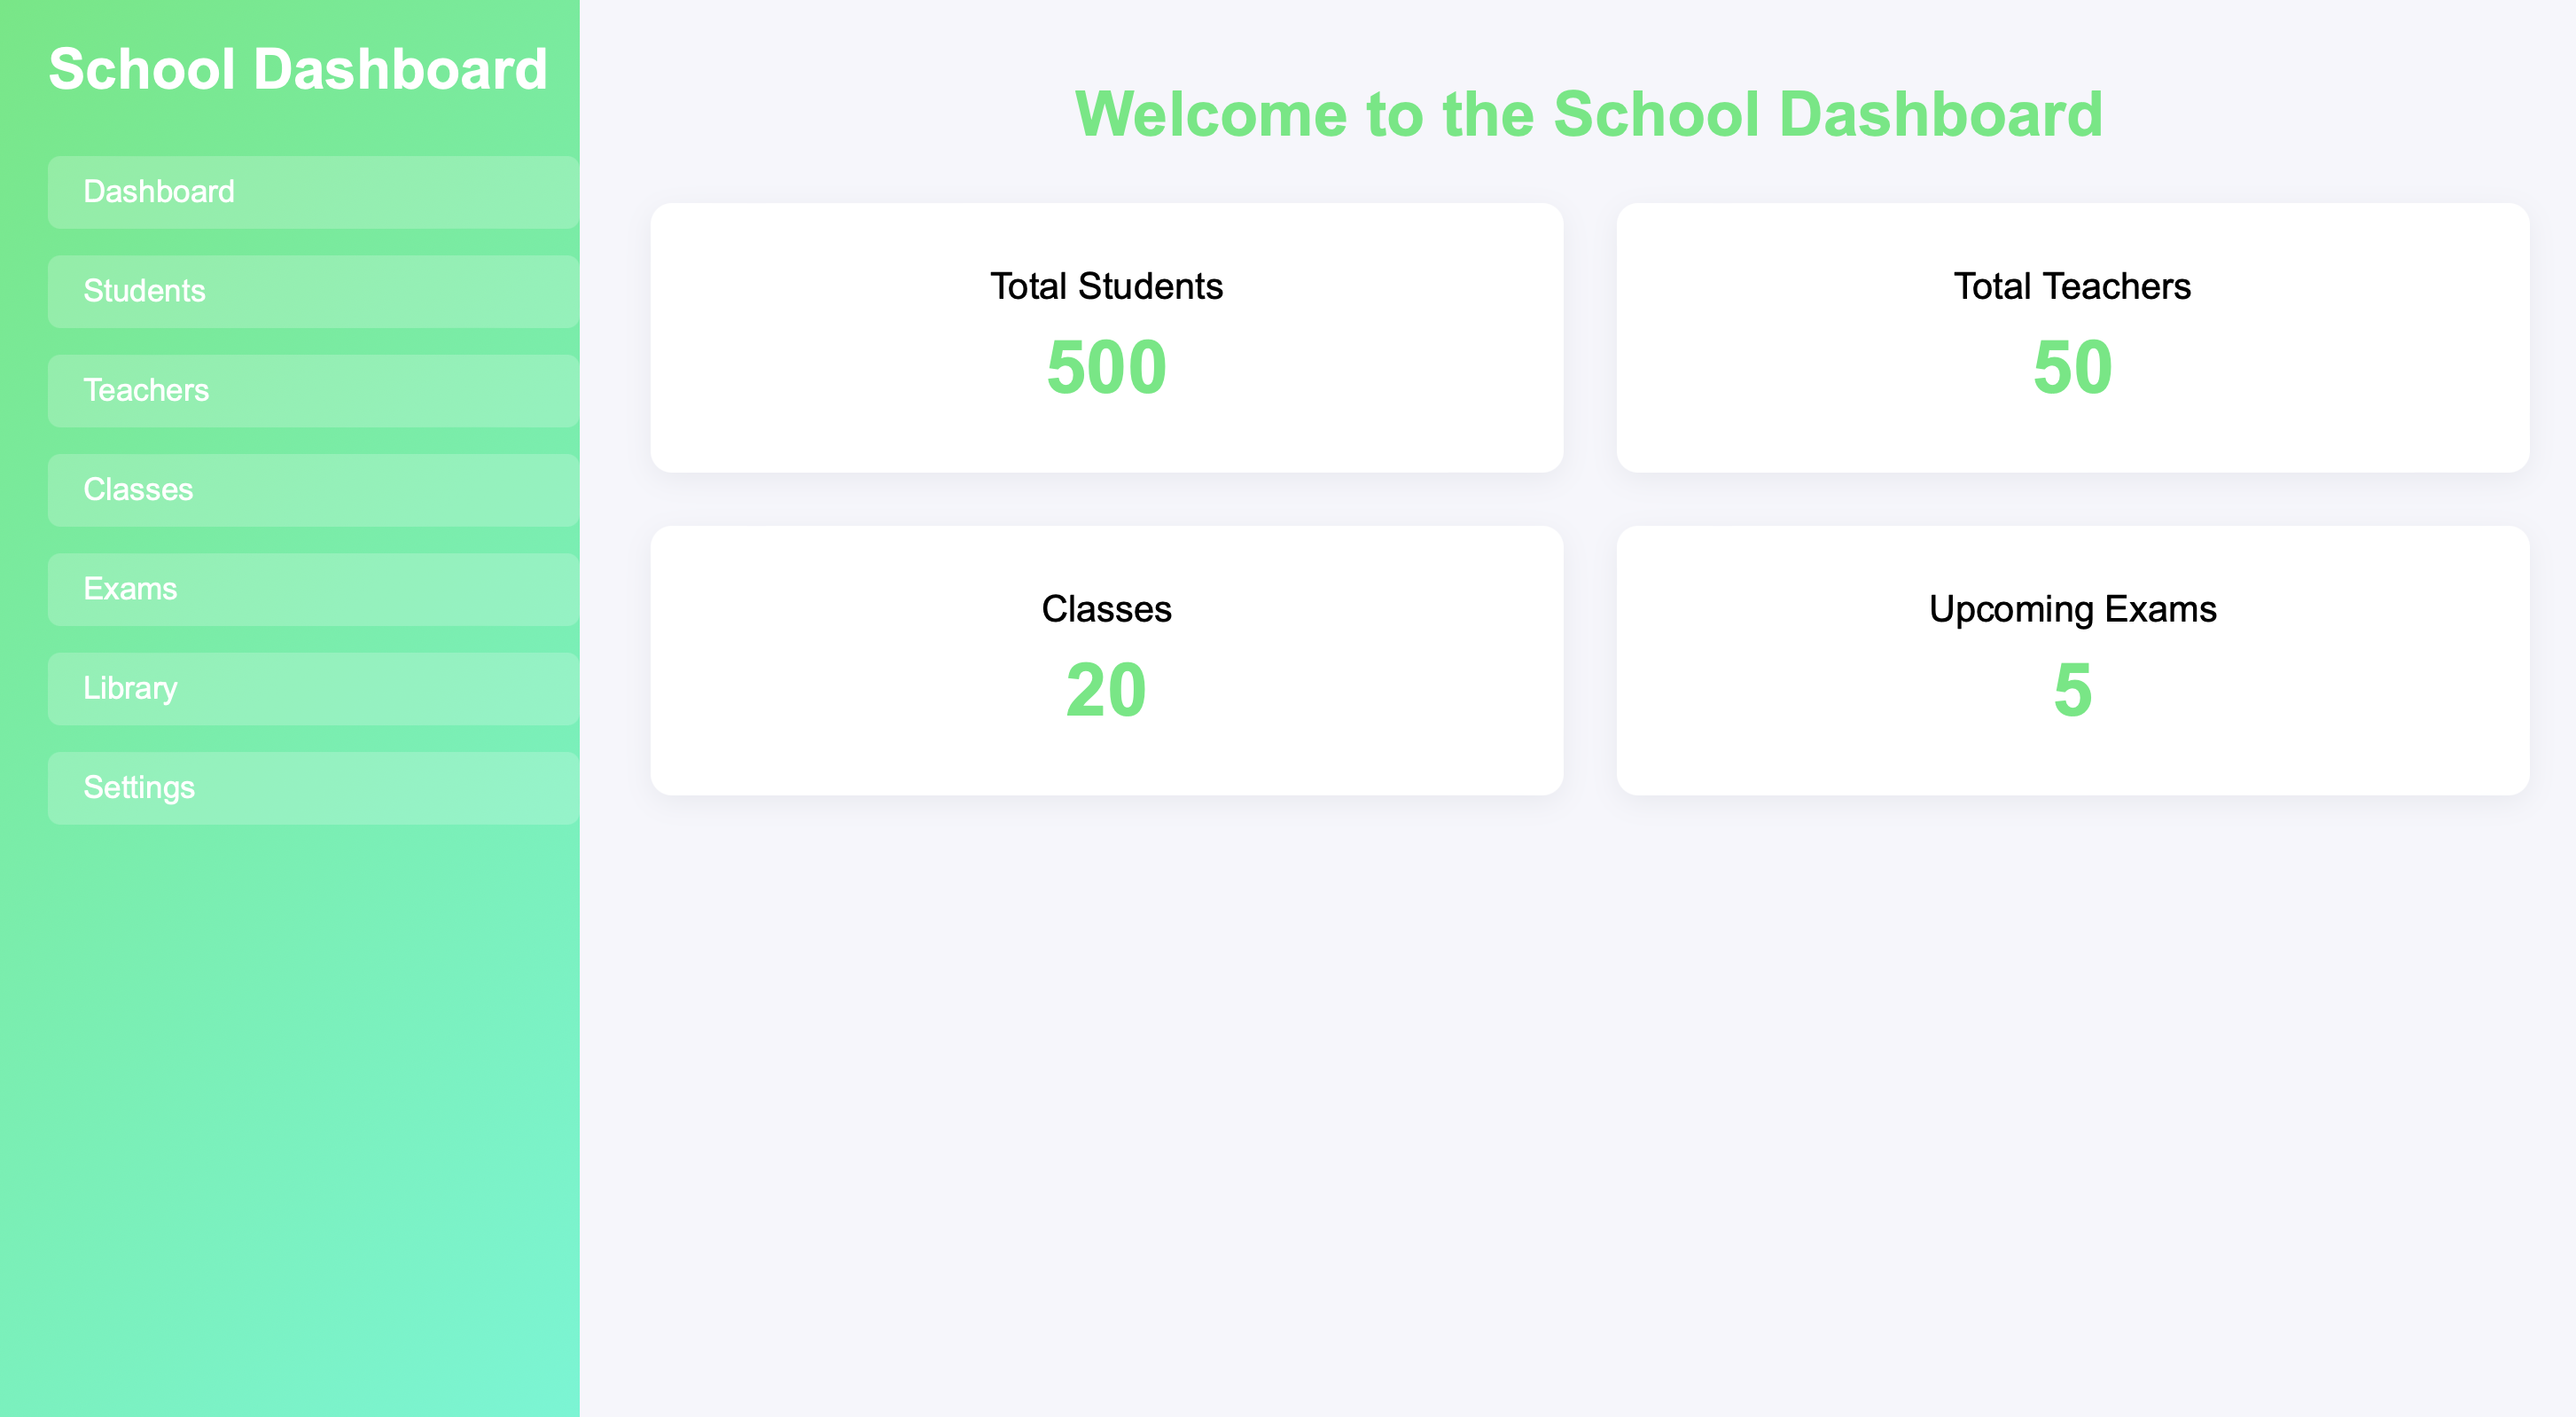 School Dashboard
Dashboard
Students
Teachers
Classes
Exams
Library
Settings
Welcome to the School Dashboard
Total Students
500
Total Teachers
50
Classes
20
Upcoming Exams
5